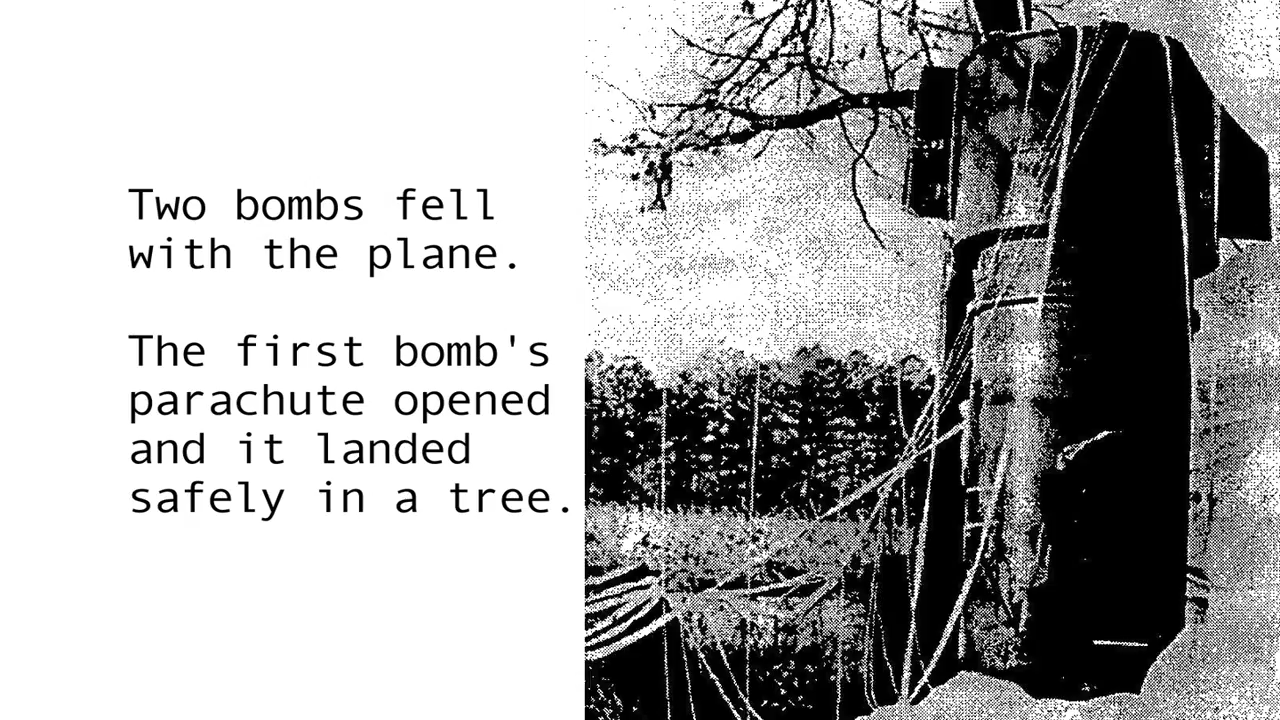 Two bombs fell
with the plane.
The first bomb's
parachute opened
and it landed
safely in a tree.